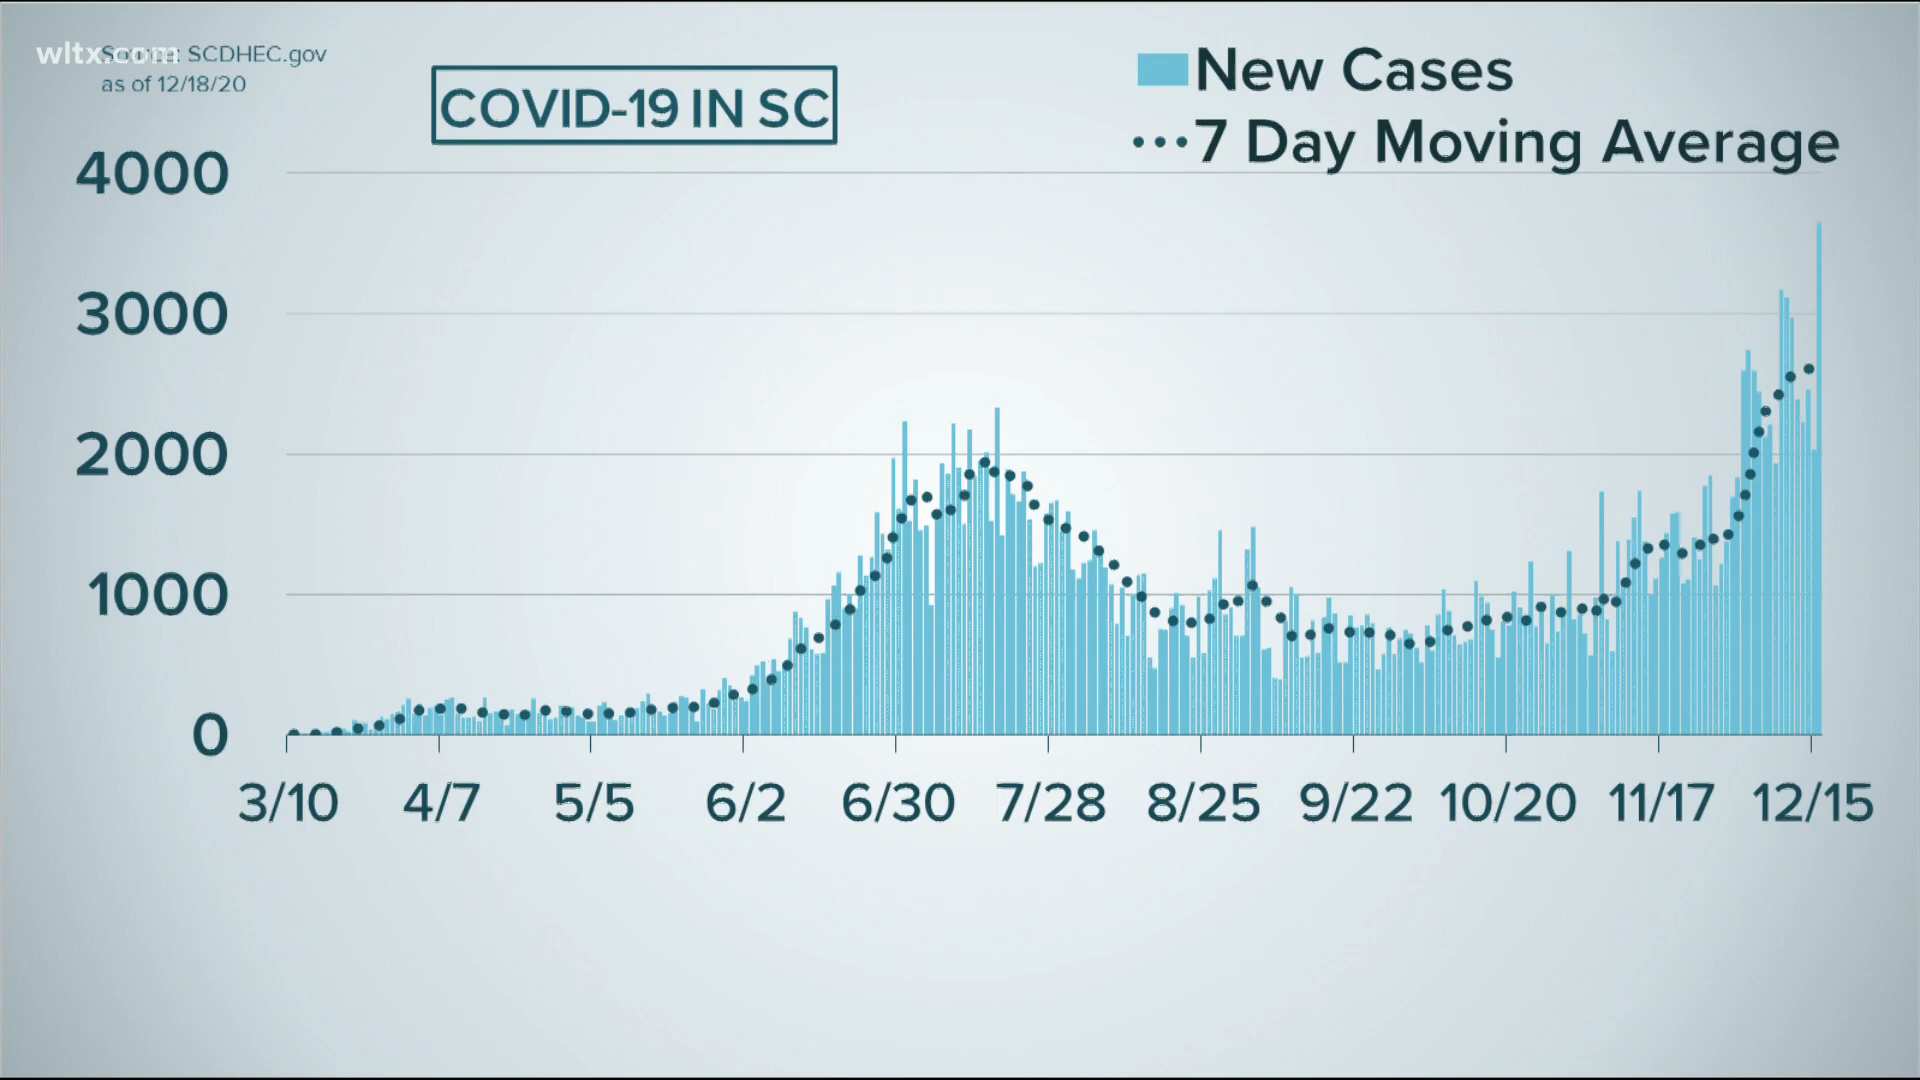 wltx.com
SCDHEC.gov
as of 12/18/20
COVID-19 IN SC
New Cases
7 Day Moving Average
4000
3000
2000
1000
0
3/10 4/7 5/5 6/2 6/30 7/28 8/25 9/22 10/20 11/17 12/15